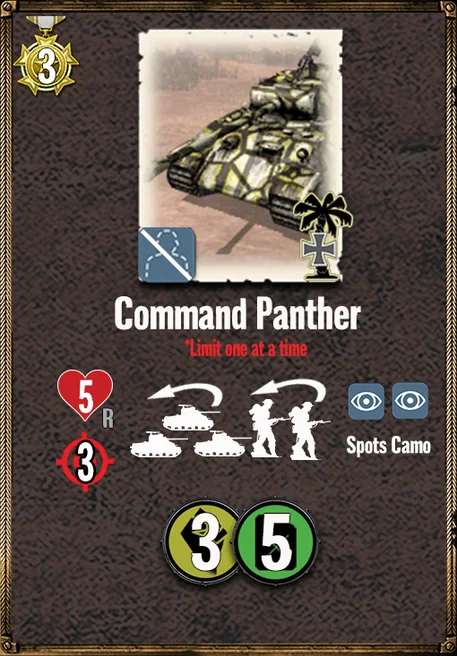 3
Command Panther
*Limit one at a time
5
R
3
Spots Camo
3 5